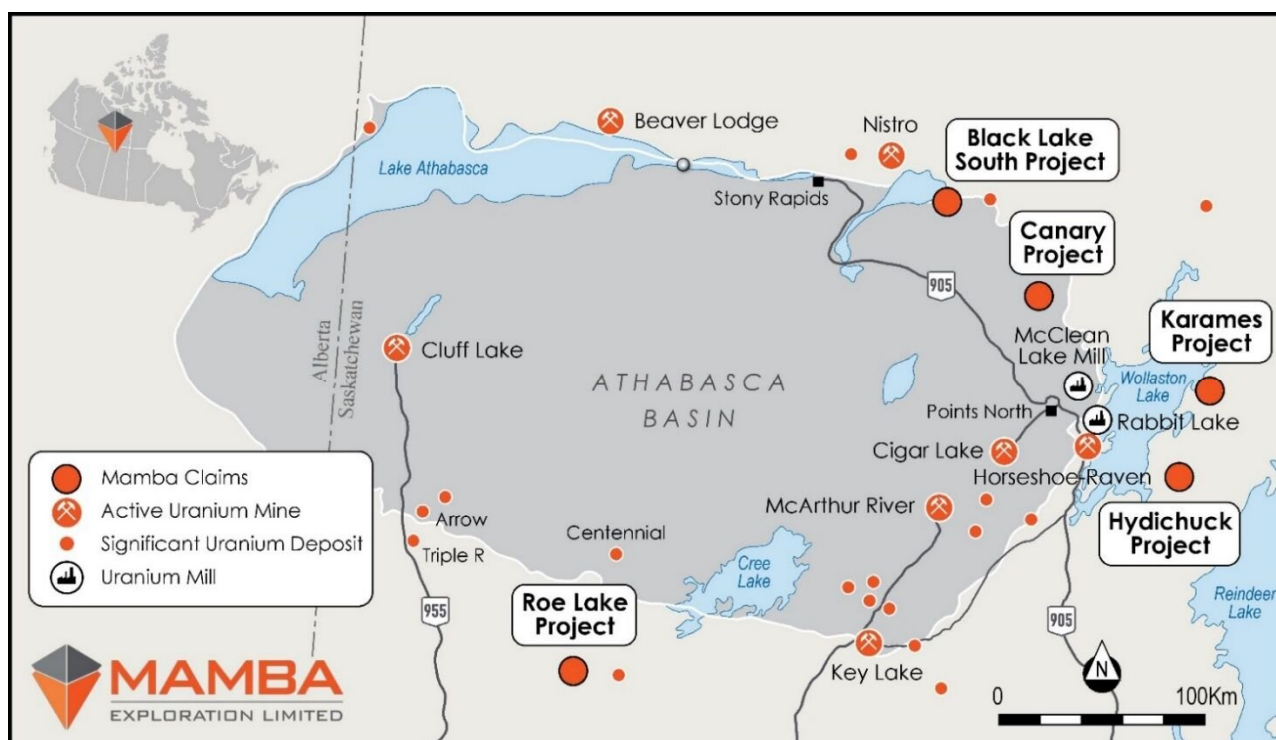 Beaver Lodge
Nistro
Black Lake
South Project
Lake Athabasca
Stony Rapids
Canary
Project
905
Karames
Project
McClean
Lake Mill
Wollaston
Lake
Alberta
Saskatchewan
Cluff Lake
ATHABASCA
BASIN
Points North
Rabbit Lake
Cigar Lake
Horseshoe-Raven
McArthur River
Hydichuck
Project
Mamba Claims
Active Uranium Mine
Significant Uranium Deposit
Uranium Mill
Arrow
Triple R
Centennial
Cree
Lake
Reindeer
Lake
955
Roe Lake
Project
905
Key Lake
N
0 100Km
MAMBA
EXPLORATION LIMITED